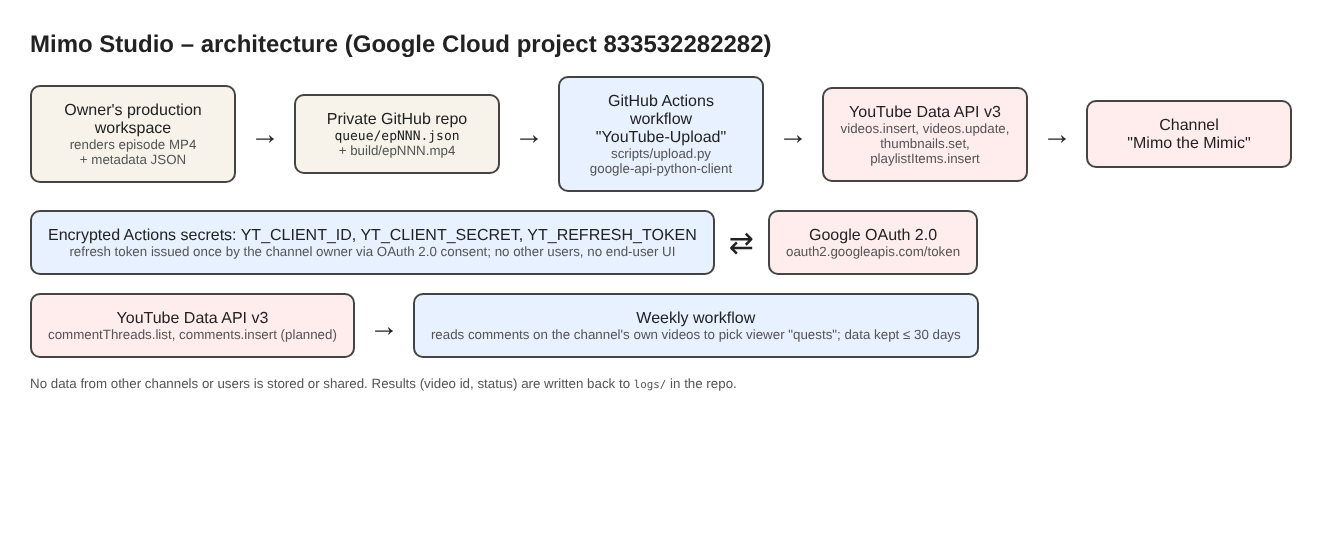 Mimo Studio – architecture (Google Cloud project 833532282282)
Owner's production
workspace
renders episode MP4
+ metadata JSON
→
Private GitHub repo
queue/epNNN.json
+ build/epNNN.mp4
→
GitHub Actions
workflow
"YouTube-Upload"
scripts/upload.py
google-api-python-client
→
YouTube Data API v3
videos.insert, videos.update,
thumbnails.set,
playlistItems.insert
→
Channel
"Mimo the Mimic"
Encrypted Actions secrets: YT_CLIENT_ID, YT_CLIENT_SECRET, YT_REFRESH_TOKEN
refresh token issued once by the channel owner via OAuth 2.0 consent; no other users, no end-user UI
⇄
Google OAuth 2.0
oauth2.googleapis.com/token
YouTube Data API v3
commentThreads.list, comments.insert (planned)
→
Weekly workflow
reads comments on the channel's own videos to pick viewer "quests"; data kept ≤ 30 days
No data from other channels or users is stored or shared. Results (video id, status) are written back to logs/ in the repo.